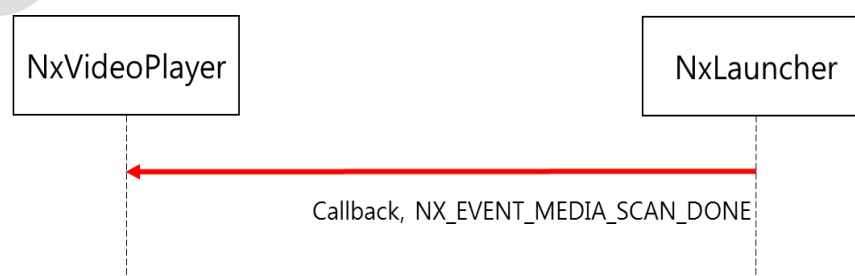 NxVideoPlayer
NxLauncher
Callback, NX_EVENT_MEDIA_SCAN_DONE